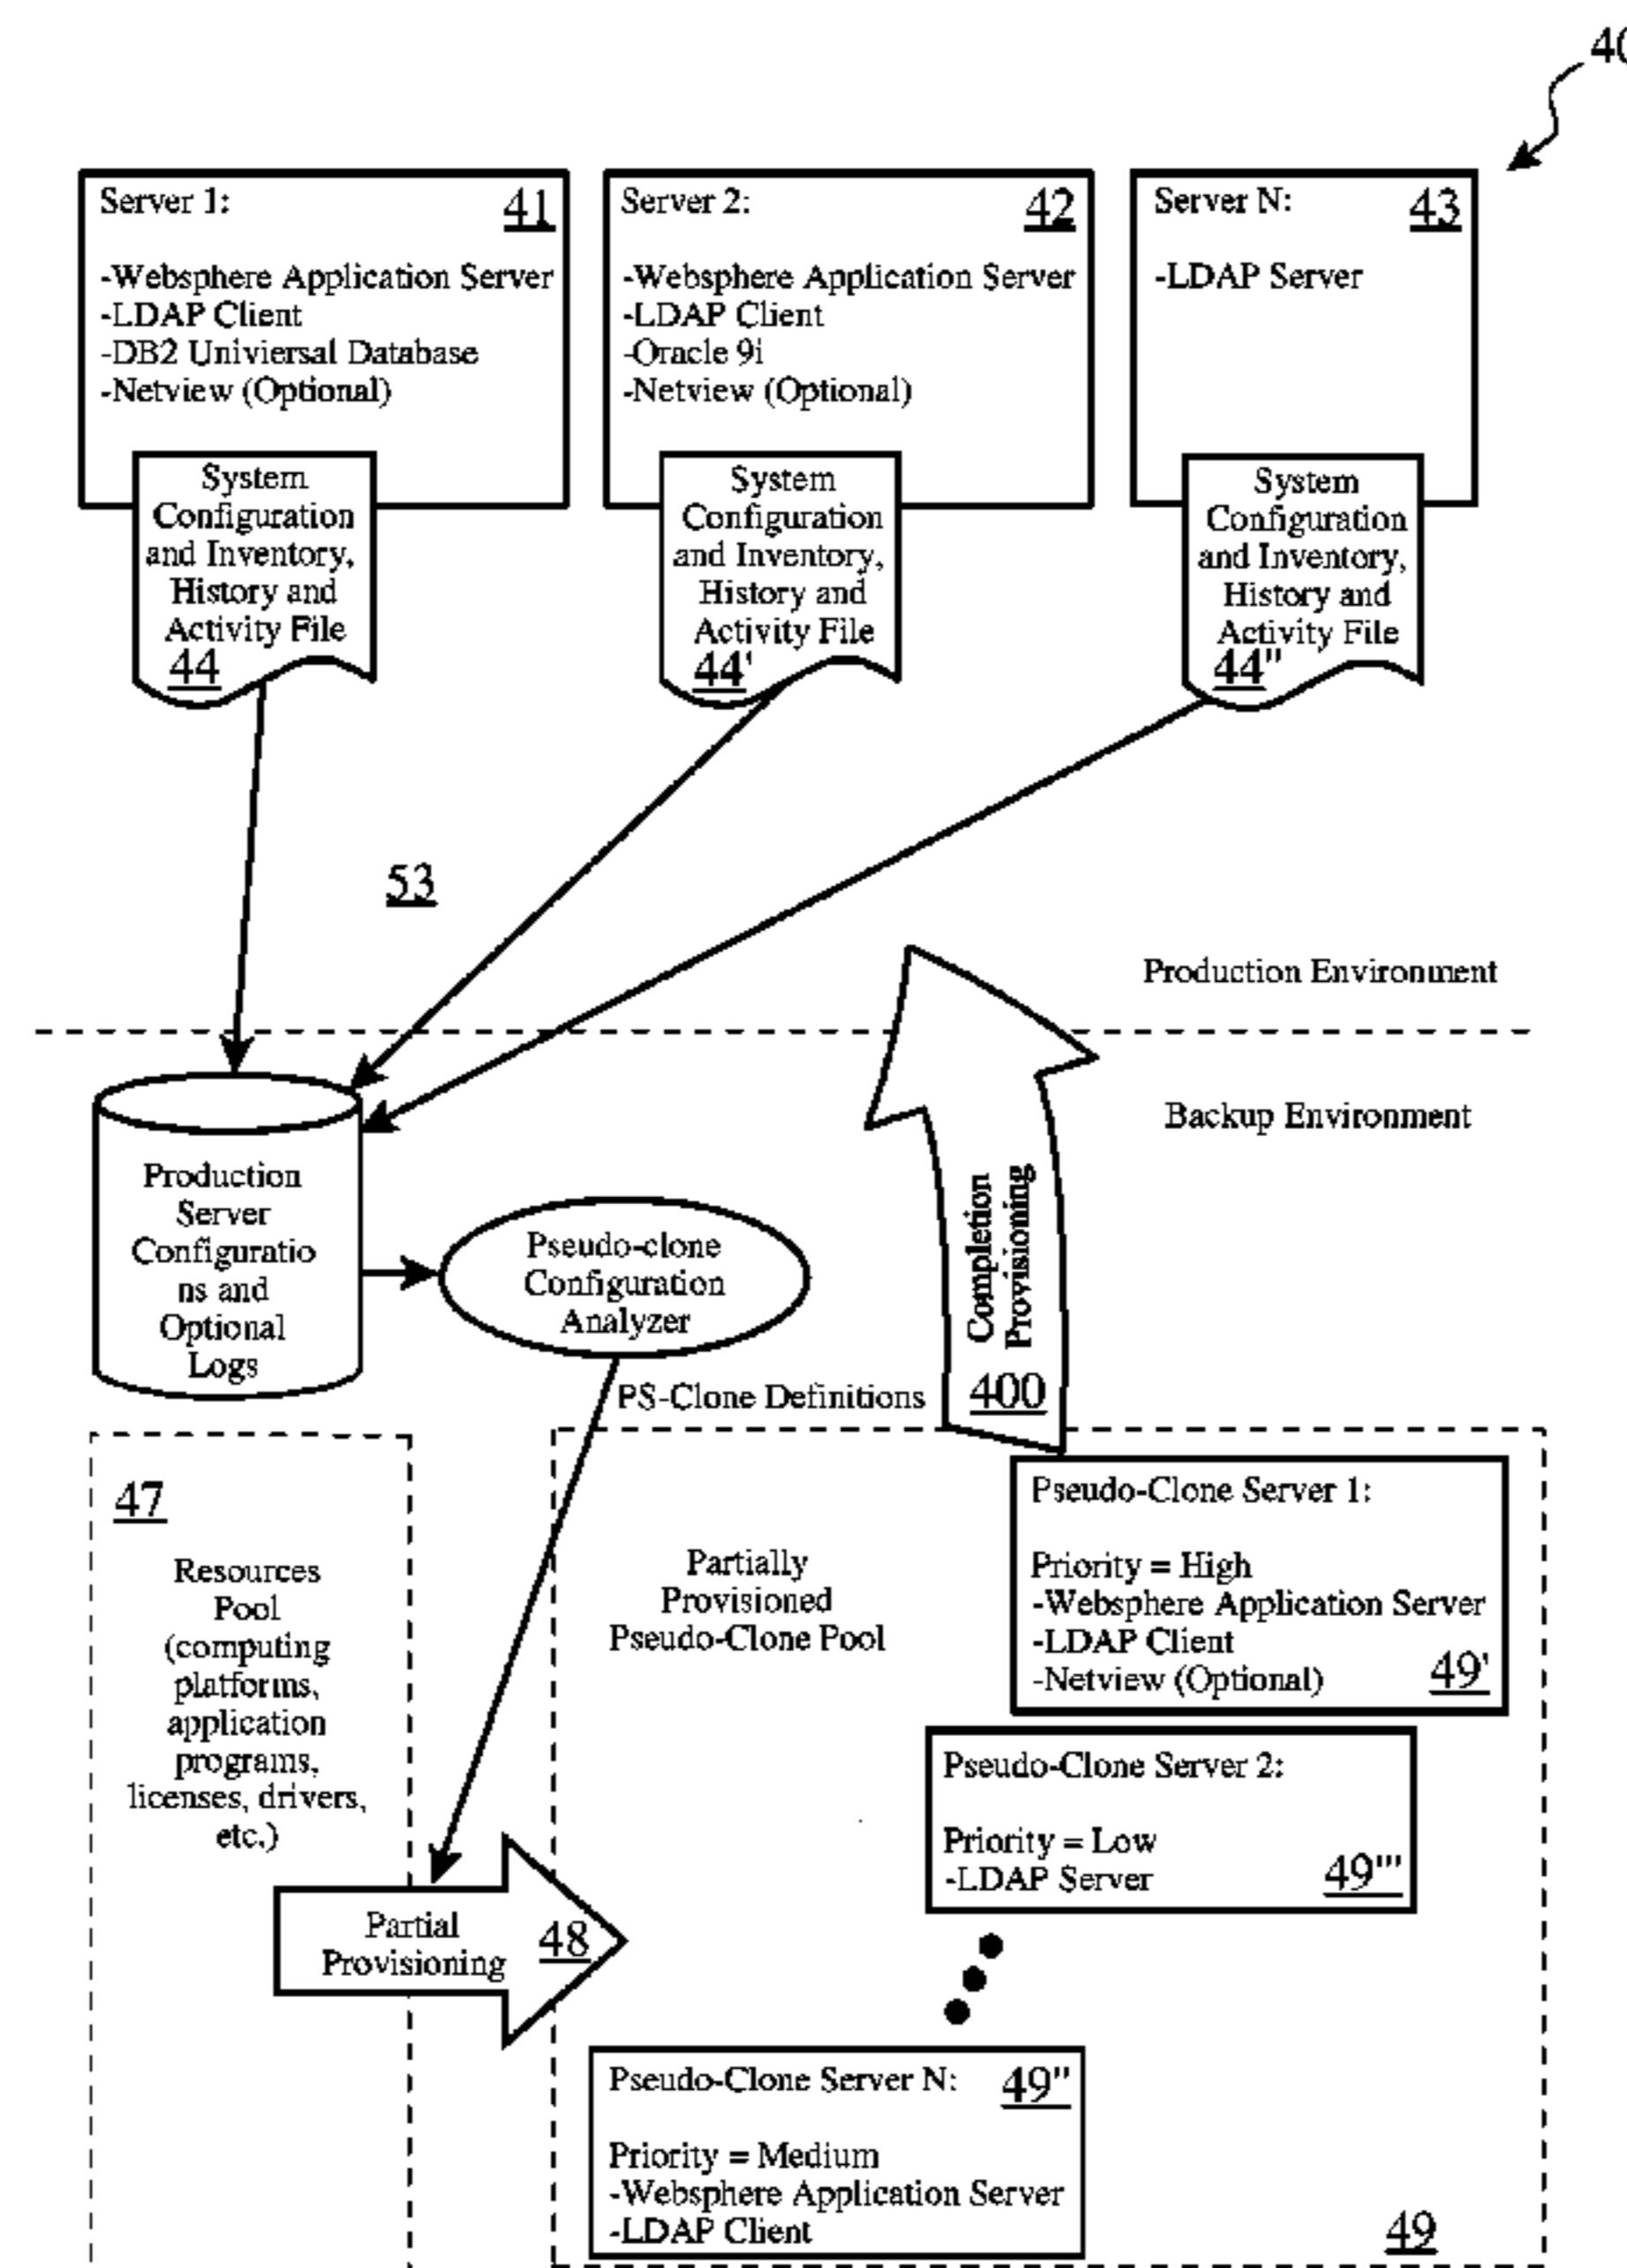 40
Server 1:
41
-Websphere Application Server
-LDAP Client
-DB2 Univiersal Database
-Netview (Optional)
System
Configuration
and Inventory,
History and
Activity File
44
Server 2:
42
-Websphere Application Server
-LDAP Client
-Oracle 9i
-Netview (Optional)
System
Configuration
and Inventory,
History and
Activity File
44'
Server N:
43
-LDAP Server
System
Configuration
and Inventory,
History and
Activity File
44"
53
Production Environment
Backup Environment
Production
Server
Configuratio
ns and
Optional
Logs
Pseudo-clone
Configuration
Analyzer
PS-Clone Definitions
Completion
Provisioning
400
47
Resources
Pool
(computing
platforms,
application
programs,
licenses, drivers,
etc.)
Partial
Provisioning
48
Partially
Provisioned
Pseudo-Clone Pool
Pseudo-Clone Server 1:
Priority = High
-Websphere Application Server
-LDAP Client
-Netview (Optional)
49'
Pseudo-Clone Server 2:
Priority = Low
-LDAP Server
49'''
Pseudo-Clone Server N:
49"
Priority = Medium
-Websphere Application Server
-LDAP Client
49